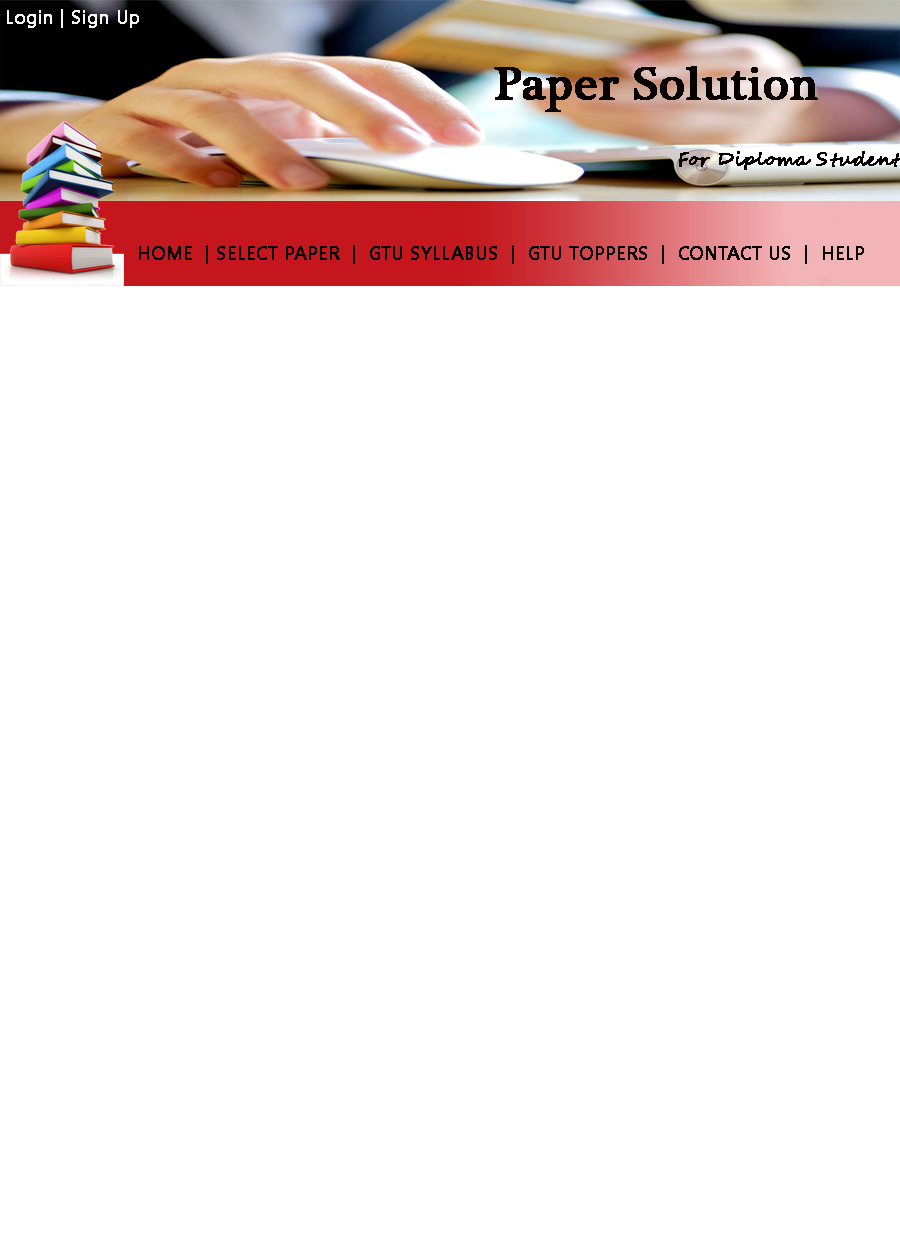 Login | Sign Up
Paper Solution
For Diploma Student
HOME | SELECT PAPER | GTU SYLLABUS | GTU TOPPERS | CONTACT US | HELP